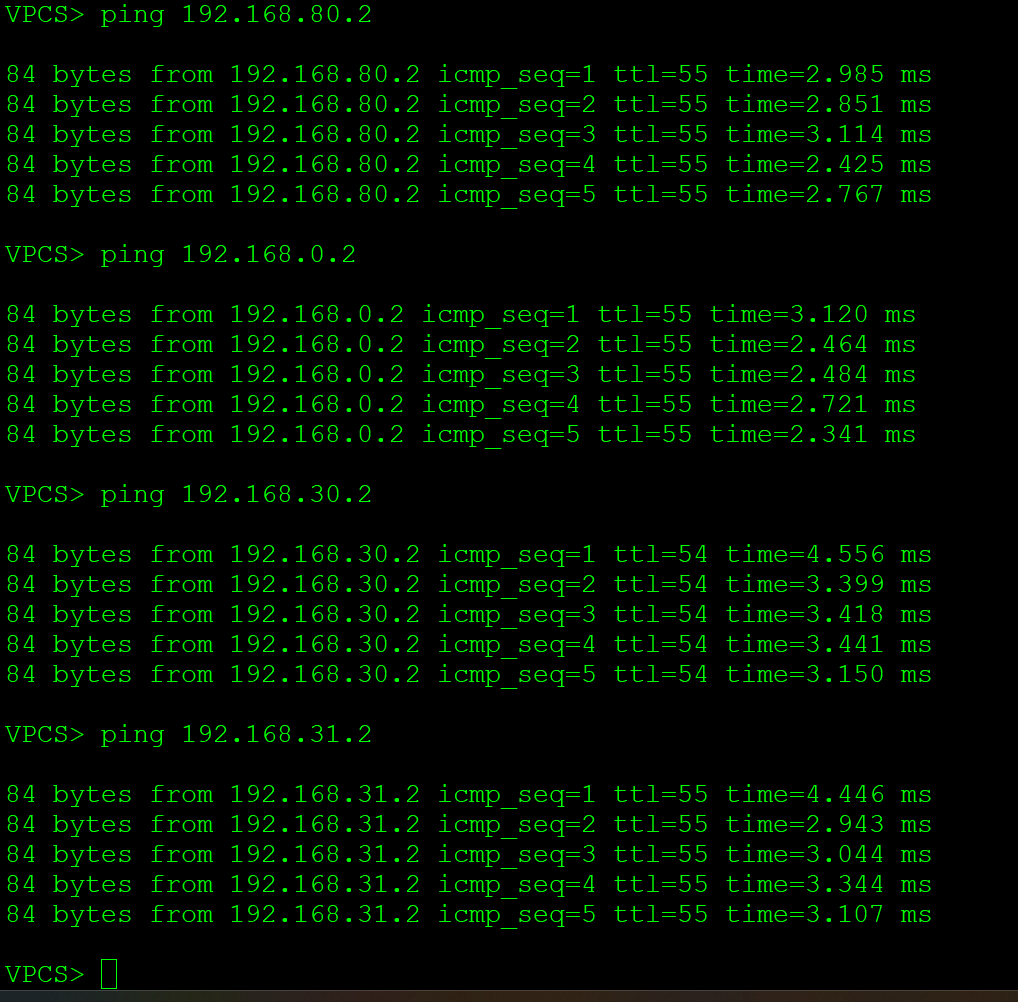 VPCS> ping 192.168.80.2
84 bytes from 192.168.80.2 icmp_seq=1 ttl=55 time=2.985 ms
84 bytes from 192.168.80.2 icmp_seq=2 ttl=55 time=2.851 ms
84 bytes from 192.168.80.2 icmp_seq=3 ttl=55 time=3.114 ms
84 bytes from 192.168.80.2 icmp_seq=4 ttl=55 time=2.425 ms
84 bytes from 192.168.80.2 icmp_seq=5 ttl=55 time=2.767 ms
VPCS> ping 192.168.0.2
84 bytes from 192.168.0.2 icmp_seq=1 ttl=55 time=3.120 ms
84 bytes from 192.168.0.2 icmp_seq=2 ttl=55 time=2.464 ms
84 bytes from 192.168.0.2 icmp_seq=3 ttl=55 time=2.484 ms
84 bytes from 192.168.0.2 icmp_seq=4 ttl=55 time=2.721 ms
84 bytes from 192.168.0.2 icmp_seq=5 ttl=55 time=2.341 ms
VPCS> ping 192.168.30.2
84 bytes from 192.168.30.2 icmp_seq=1 ttl=54 time=4.556 ms
84 bytes from 192.168.30.2 icmp_seq=2 ttl=54 time=3.399 ms
84 bytes from 192.168.30.2 icmp_seq=3 ttl=54 time=3.418 ms
84 bytes from 192.168.30.2 icmp_seq=4 ttl=54 time=3.441 ms
84 bytes from 192.168.30.2 icmp_seq=5 ttl=54 time=3.150 ms
VPCS> ping 192.168.31.2
84 bytes from 192.168.31.2 icmp_seq=1 ttl=55 time=4.446 ms
84 bytes from 192.168.31.2 icmp_seq=2 ttl=55 time=2.943 ms
84 bytes from 192.168.31.2 icmp_seq=3 ttl=55 time=3.044 ms
84 bytes from 192.168.31.2 icmp_seq=4 ttl=55 time=3.344 ms
84 bytes from 192.168.31.2 icmp_seq=5 ttl=55 time=3.107 ms
VPCS>